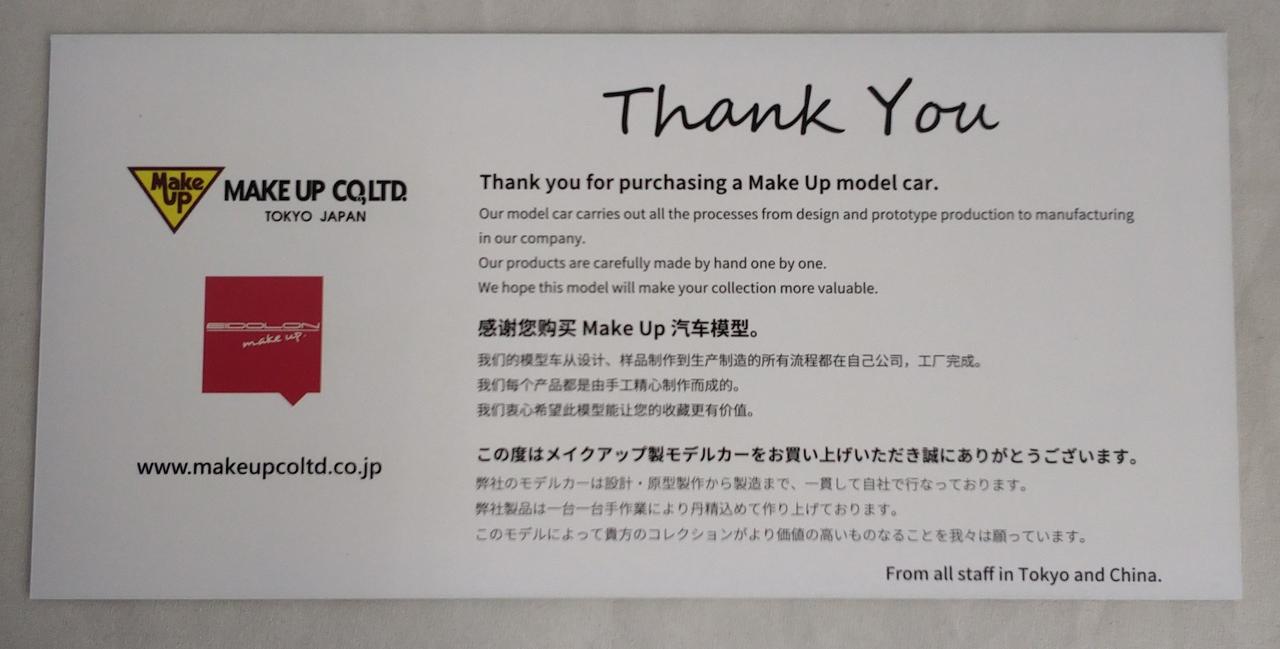 Thank You
Make Up
MAKE UP CO.,LTD.
TOKYO JAPAN
EIDOLON
make up.
www.makeupcoltd.co.jp
Thank you for purchasing a Make Up model car.
Our model car carries out all the processes from design and prototype production to manufacturing
in our company.
Our products are carefully made by hand one by one.
We hope this model will make your collection more valuable.
感谢您购买 Make Up 汽车模型。
我们的模型车从设计、样品制作到生产制造的所有流程都在自己公司，工厂完成。
我们每个产品都是由手工精心制作而成的。
我们衷心希望此模型能让您的收藏更有价值。
この度はメイクアップ製モデルカーをお買い上げいただき誠にありがとうございます。
弊社のモデルカーは設計・原型製作から製造まで、一貫して自社で行なっております。
弊社製品は一台一台手作業により丹精込めて作り上げております。
このモデルによって貴方のコレクションがより価値の高いものなることを我々は願っています。
From all staff in Tokyo and China.